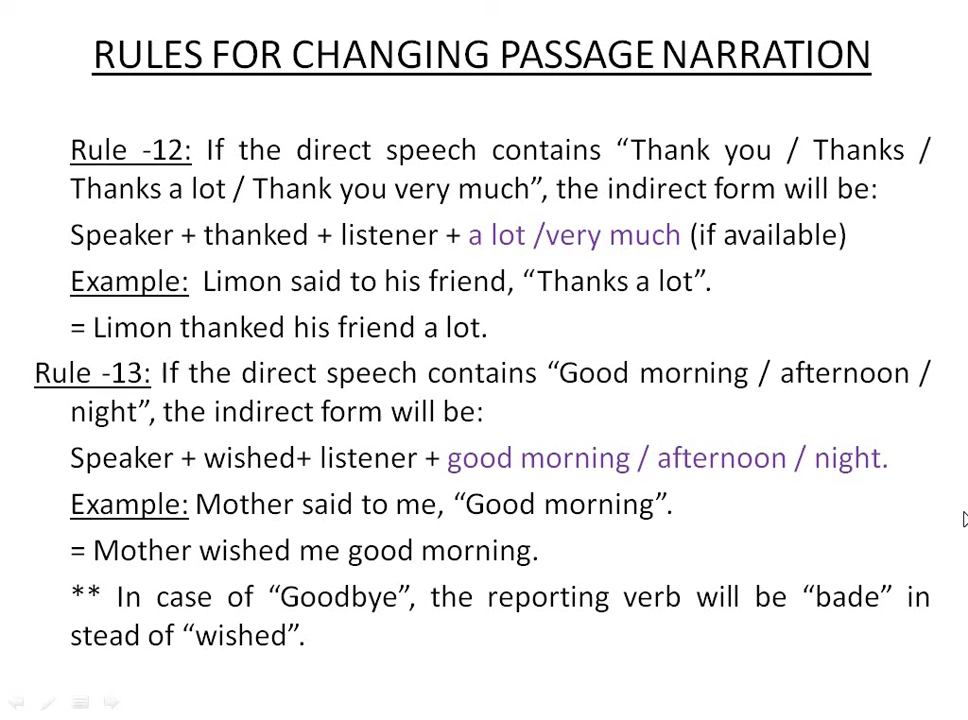 RULES FOR CHANGING PASSAGE NARRATION
Rule -12: If the direct speech contains “Thank you / Thanks /
Thanks a lot / Thank you very much”, the indirect form will be:
Speaker + thanked + listener + a lot /very much (if available)
Example: Limon said to his friend, “Thanks a lot”.
= Limon thanked his friend a lot.
Rule -13: If the direct speech contains “Good morning / afternoon /
night”, the indirect form will be:
Speaker + wished+ listener + good morning / afternoon / night.
Example: Mother said to me, “Good morning”.
= Mother wished me good morning.
** In case of “Goodbye”, the reporting verb will be “bade” in
stead of “wished”.